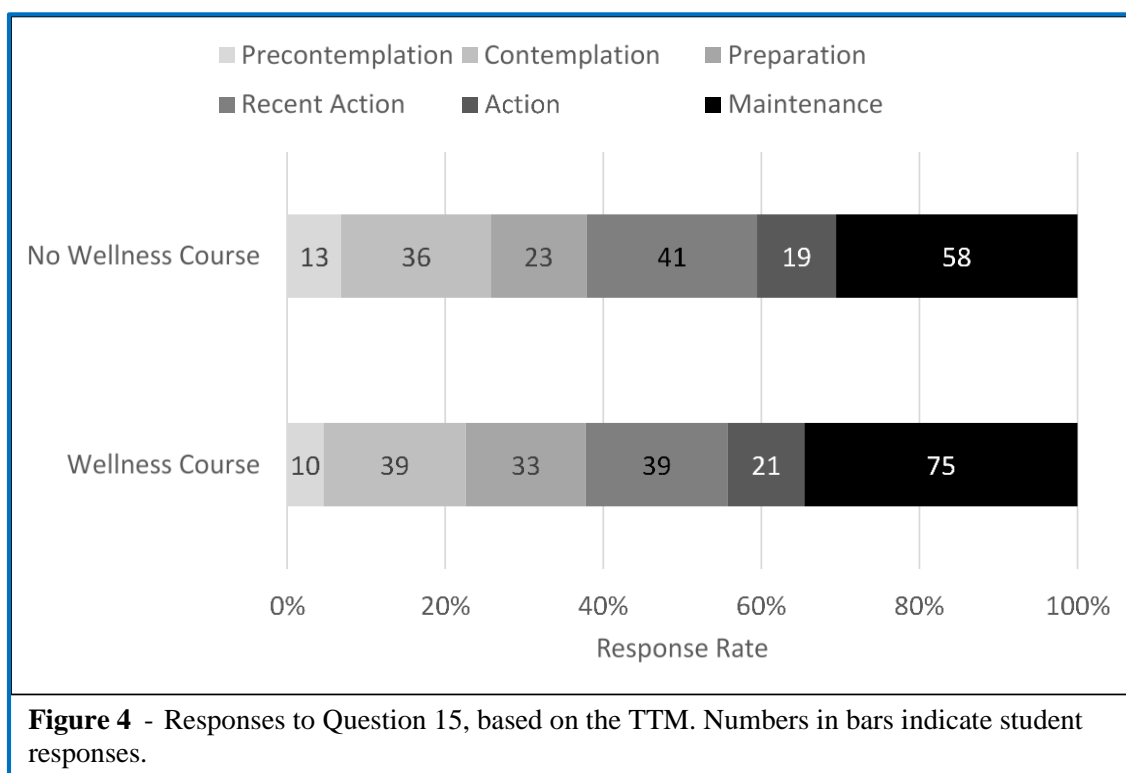 Precontemplation Contemplation Preparation
Recent Action Action Maintenance
No Wellness Course 13 36 23 41 19 58
Wellness Course 10 39 33 39 21 75
0% 20% 40% 60% 80% 100%
Response Rate
Figure 4 - Responses to Question 15, based on the TTM. Numbers in bars indicate student
responses.